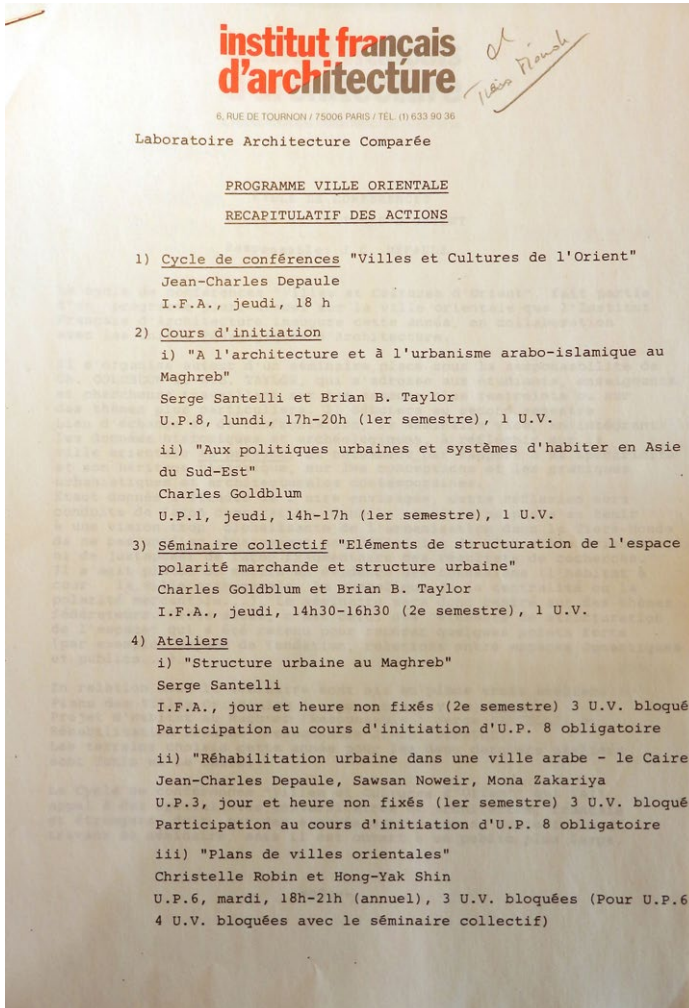 institut français
d'architecture
6, RUE DE TOURNON / 75006 PARIS / TÉL. (1) 633 90 36
Laboratoire Architecture Comparée
PROGRAMME VILLE ORIENTALE
RECAPITULATIF DES ACTIONS
1) Cycle de conférences "Villes et Cultures de l'Orient"
Jean-Charles Depaule
I.F.A., jeudi, 18 h
2) Cours d'initiation
i) "A l'architecture et à l'urbanisme arabo-islamique au
Maghreb"
Serge Santelli et Brian B. Taylor
U.P.8, lundi, 17h-20h (1er semestre), 1 U.V.
ii) "Aux politiques urbaines et systèmes d'habiter en Asie
du Sud-Est"
Charles Goldblum
U.P.1, jeudi, 14h-17h (1er semestre), 1 U.V.
3) Séminaire collectif "Eléments de structuration de l'espace
polarité marchande et structure urbaine"
Charles Goldblum et Brian B. Taylor
I.F.A., jeudi, 14h30-16h30 (2e semestre), 1 U.V.
4) Ateliers
i) "Structure urbaine au Maghreb"
Serge Santelli
I.F.A., jour et heure non fixés (2e semestre) 3 U.V. bloqué
Participation au cours d'initiation d'U.P. 8 obligatoire
ii) "Réhabilitation urbaine dans une ville arabe - le Caire
Jean-Charles Depaule, Sawsan Noweir, Mona Zakariya
U.P.3, jour et heure non fixés (1er semestre) 3 U.V. bloqué
Participation au cours d'initiation d'U.P. 8 obligatoire
iii) "Plans de villes orientales"
Christelle Robin et Hong-Yak Shin
U.P.6, mardi, 18h-21h (annuel), 3 U.V. bloquées (Pour U.P.6
4 U.V. bloquées avec le séminaire collectif)